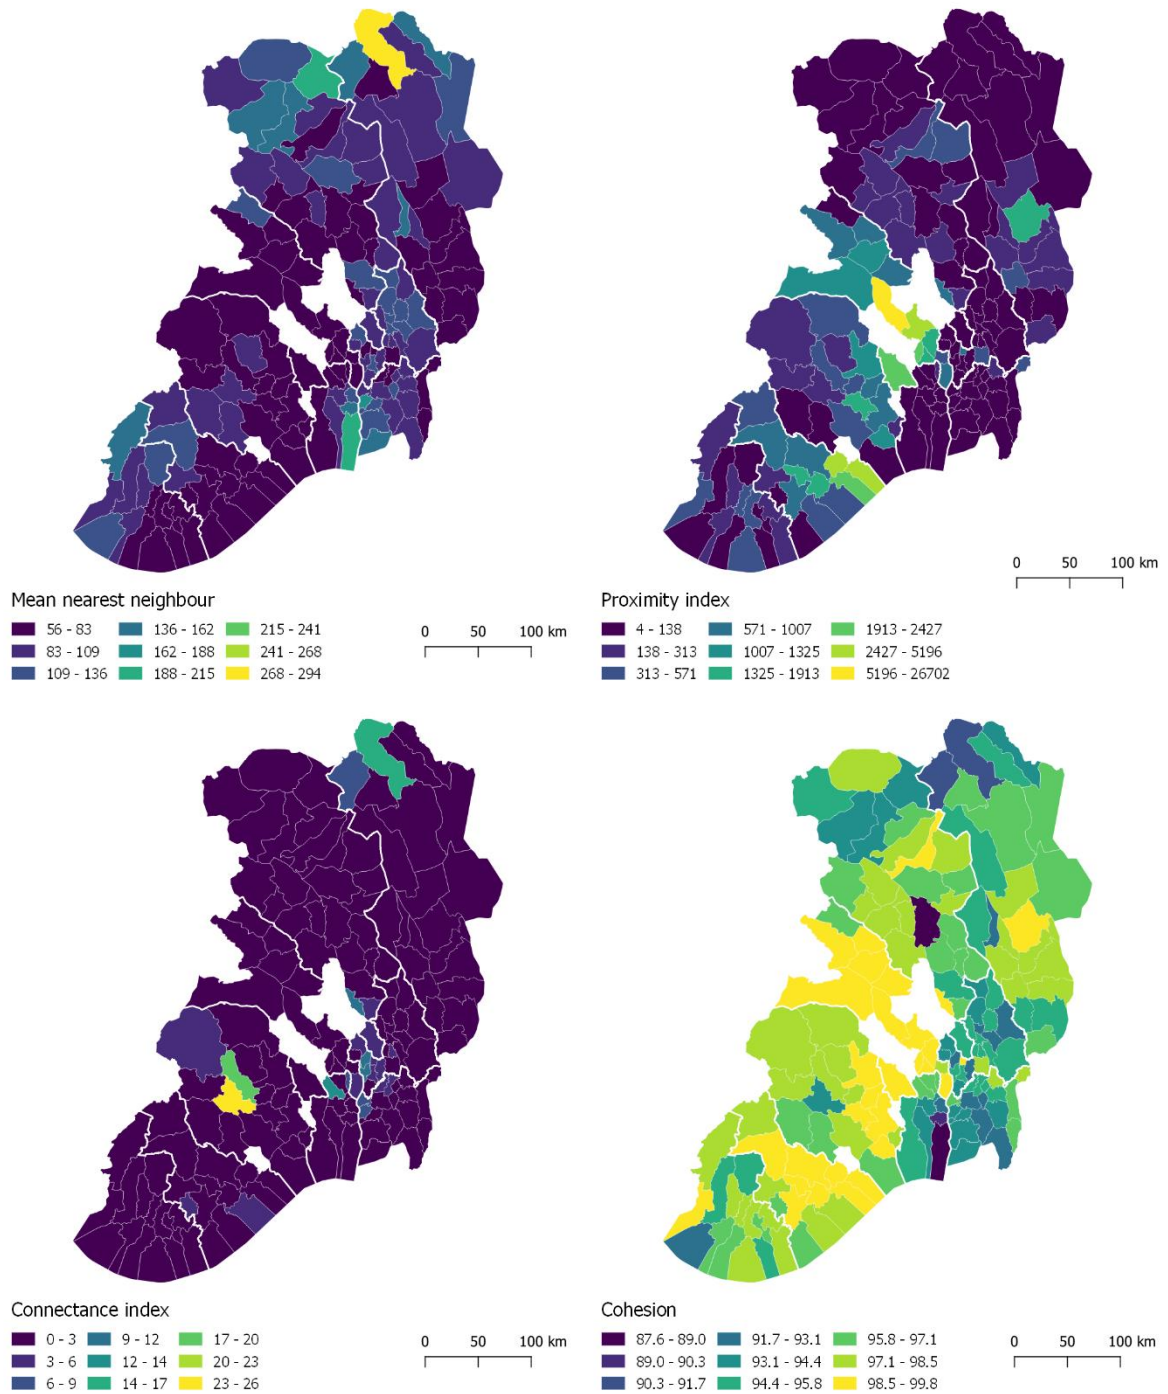 0 50 100 km
Mean nearest neighbour
56 - 83 136 - 162 215 - 241
83 - 109 162 - 188 241 - 268
109 - 136 188 - 215 268 - 294
0 50 100 km
Proximity index
4 - 138 571 - 1007 1913 - 2427
138 - 313 1007 - 1325 2427 - 5196
313 - 571 1325 - 1913 5196 - 26702
Connectance index
0 - 3 9 - 12 17 - 20
3 - 6 12 - 14 20 - 23
6 - 9 14 - 17 23 - 26
0 50 100 km
Cohesion
87.6 - 89.0 91.7 - 93.1 95.8 - 97.1
89.0 - 90.3 93.1 - 94.4 97.1 - 98.5
90.3 - 91.7 94.4 - 95.8 98.5 - 99.8
0 50 100 km